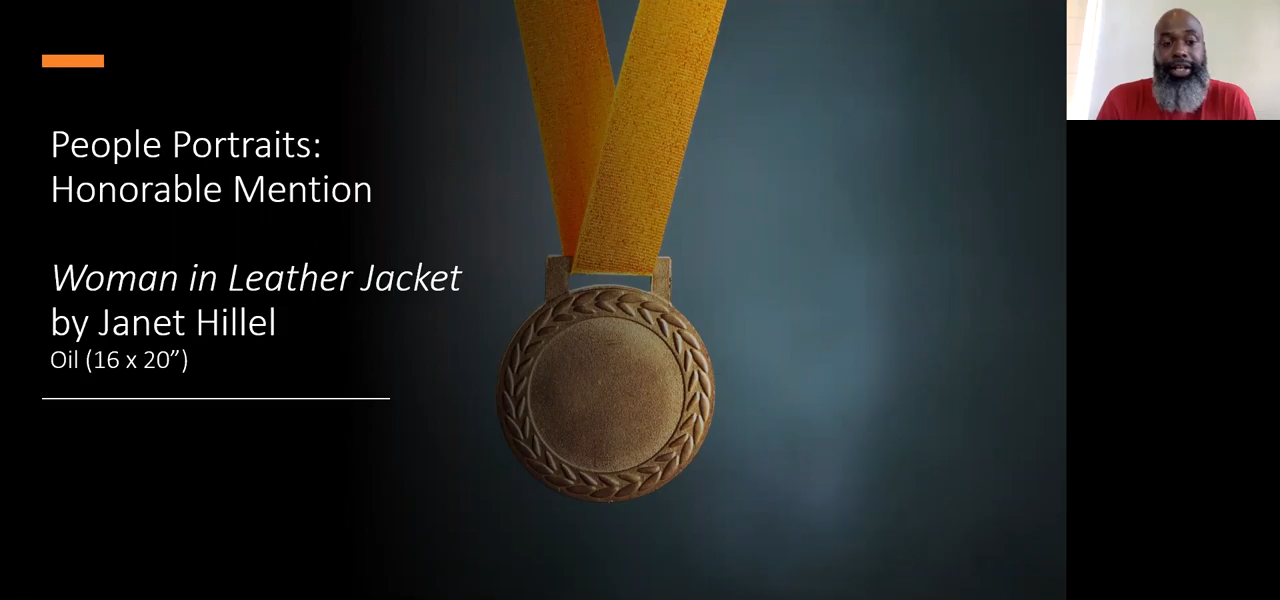 People Portraits:
Honorable Mention
Woman in Leather Jacket
by Janet Hillel
Oil (16 x 20”)